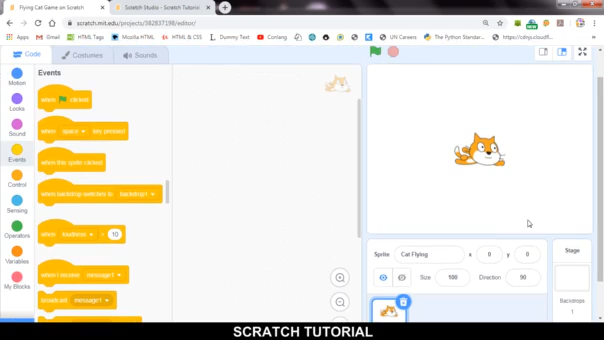 Flying Cat Game on Scratch
Scratch Studio - Scratch Tutorial
scratch.mit.edu/projects/382837198/editor/
Apps
Gmail
HTML Tags
Mozilla HTML
HTML & CSS
Dummy Text
Conlang
UN Careers
The Python Standar...
https://cdnjs.cloudfl...
Code
Costumes
Sounds
Motion
Looks
Sound
Events
Control
Sensing
Operators
Variables
My Blocks
Events
when clicked
when space key pressed
when this sprite clicked
when backdrop switches to backdrop1
when loudness > 10
when I receive message1
broadcast message1
Sprite Cat Flying x 0 y 0
Size 100 Direction 90
Stage
Backdrops
1
SCRATCH TUTORIAL